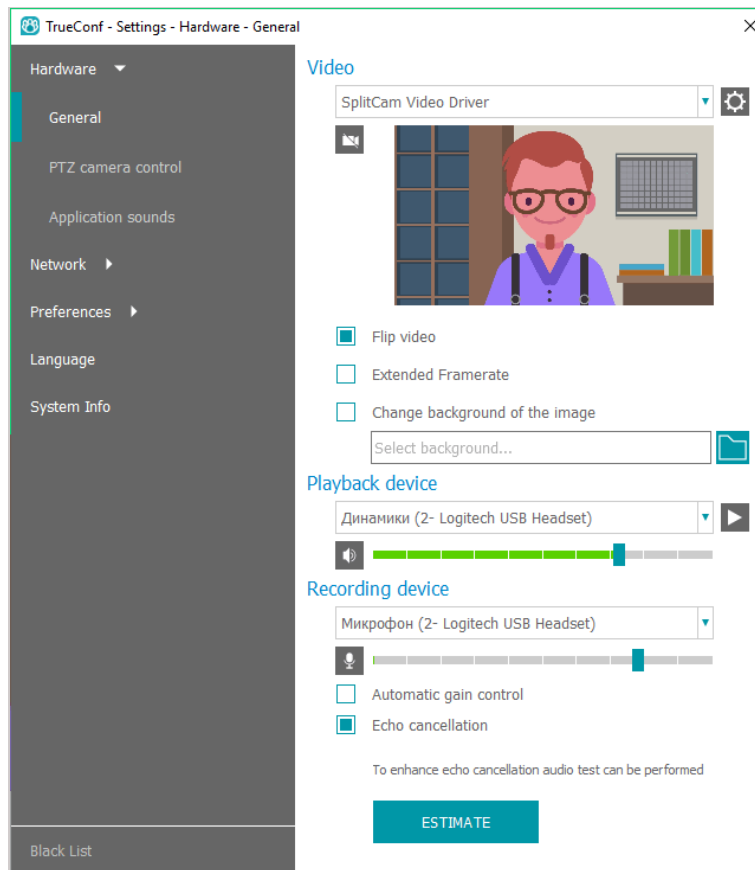 TrueConf - Settings - Hardware - General
Hardware
General
PTZ camera control
Application sounds
Network
Preferences
Language
System Info
Black List
Video
SplitCam Video Driver
Flip video
Extended Framerate
Change background of the image
Select background...
Playback device
Динамики (2- Logitech USB Headset)
Recording device
Микрофон (2- Logitech USB Headset)
Automatic gain control
Echo cancellation
To enhance echo cancellation audio test can be performed
ESTIMATE